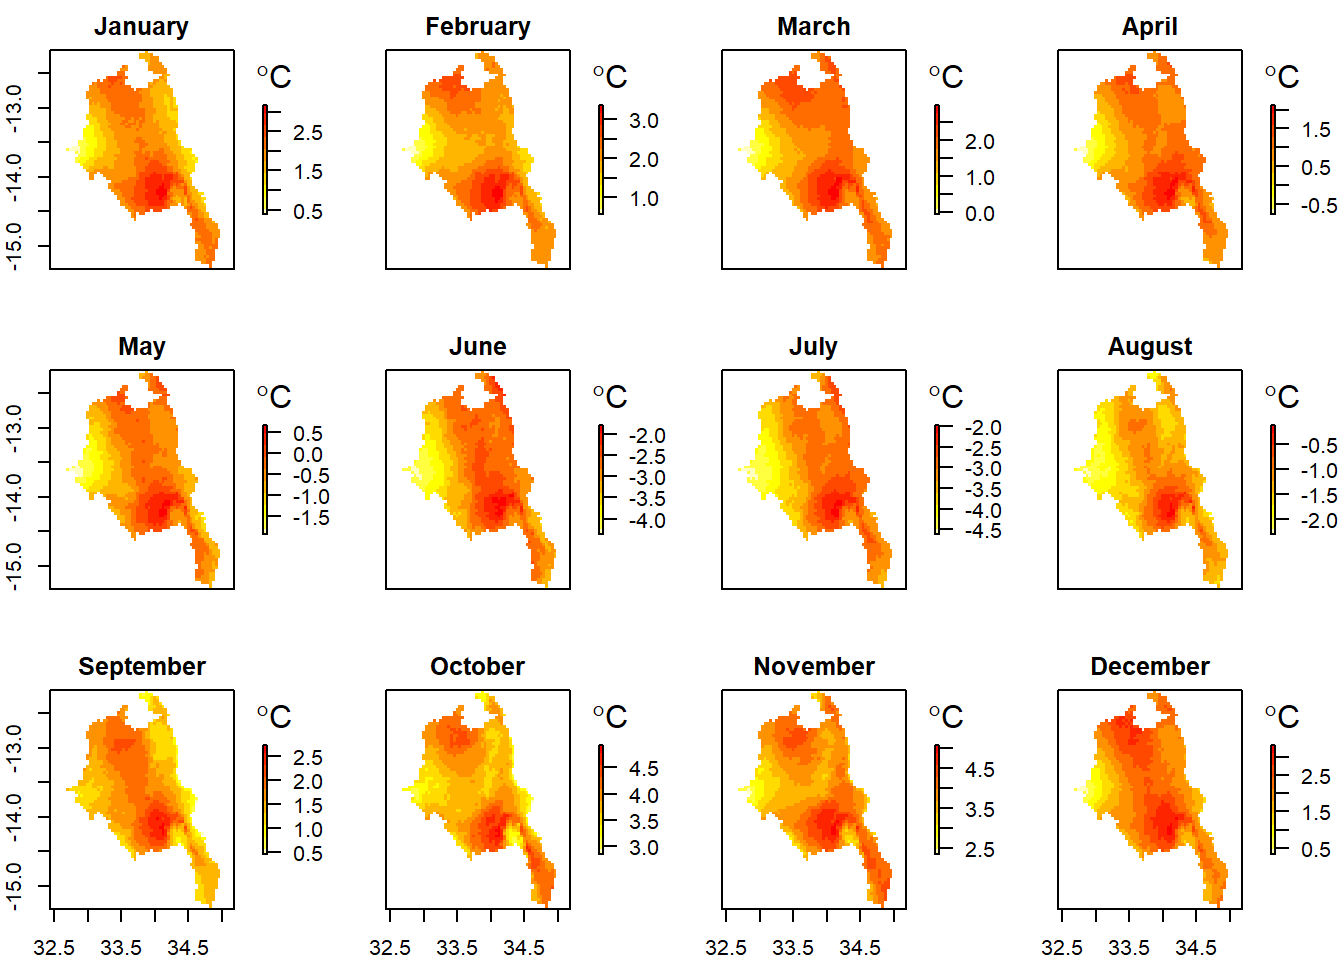 January February March April
°C °C °C °C
-13.0 -14.0 -15.0
2.5 1.5 0.5
3.0 2.0 1.0
2.0 1.0 0.0
1.5 0.5 -0.5
May June July August
°C °C °C °C
-13.0 -14.0 -15.0
0.5 0.0 -0.5 -1.0 -1.5
-2.0 -2.5 -3.0 -3.5 -4.0
-2.0 -2.5 -3.0 -3.5 -4.0 -4.5
-0.5 -1.0 -1.5 -2.0
September October November December
°C °C °C °C
-13.0 -14.0 -15.0
2.5 2.0 1.5 1.0 0.5
4.5 4.0 3.5 3.0
4.5 3.5 2.5
2.5 1.5 0.5
32.5 33.5 34.5 32.5 33.5 34.5 32.5 33.5 34.5 32.5 33.5 34.5